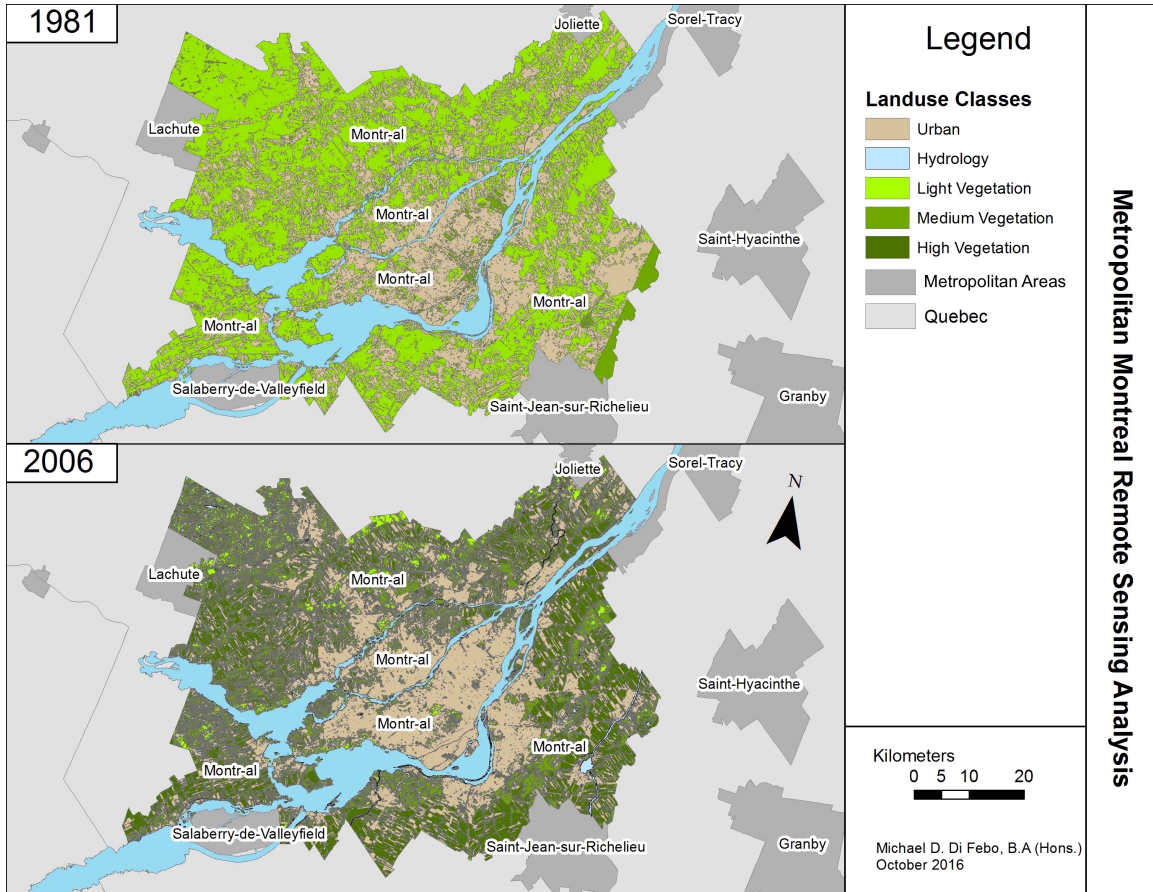 1981
Joliette
Sorel-Tracy
Lachute
Montr-al
Montr-al
Saint-Hyacinthe
Montr-al
Montr-al
Montr-al
Salaberry-de-Valleyfield
Saint-Jean-sur-Richelieu
Granby
2006
Joliette
Sorel-Tracy
N
Lachute
Montr-al
Montr-al
Saint-Hyacinthe
Montr-al
Montr-al
Montr-al
Salaberry-de-Valleyfield
Saint-Jean-sur-Richelieu
Granby
Legend
Landuse Classes
Urban
Hydrology
Light Vegetation
Medium Vegetation
High Vegetation
Metropolitan Areas
Quebec
Kilometers
0 5 10 20
Michael D. Di Febo, B.A (Hons.)
October 2016
Metropolitan Montreal Remote Sensing Analysis